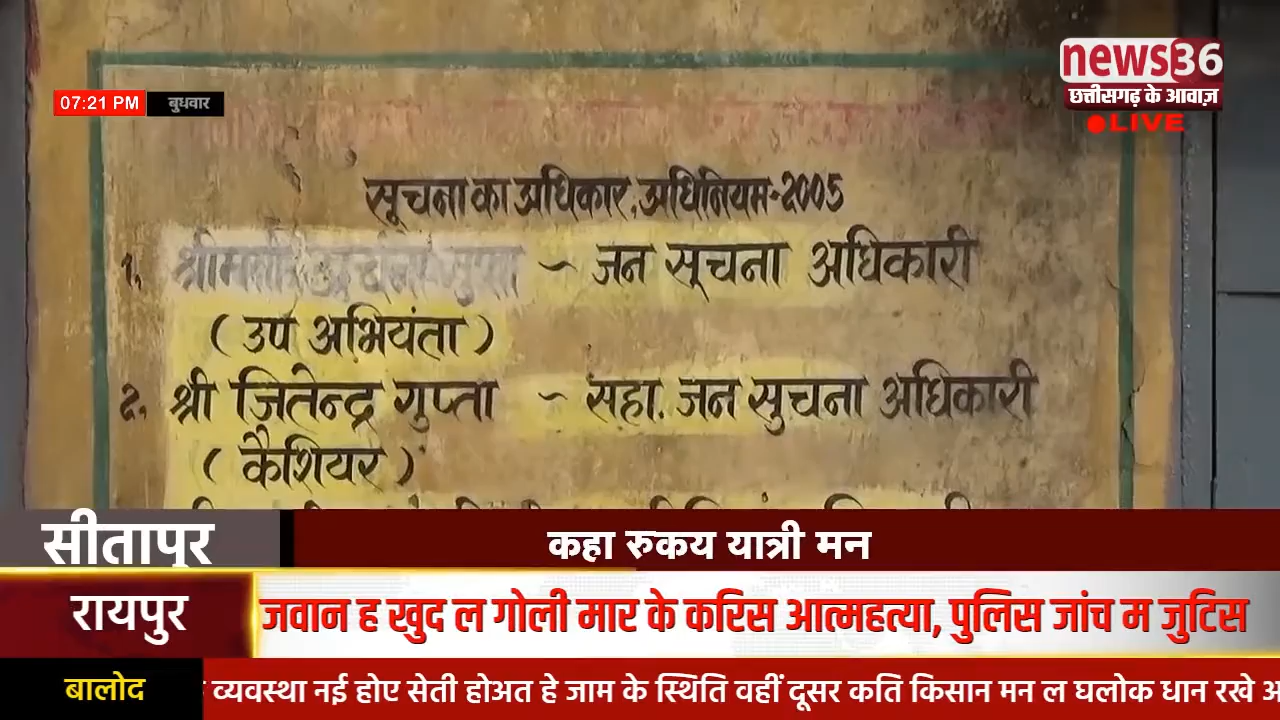 news36
छत्तीसगढ़ के आवाज़
LIVE
07:21 PM बुधवार
सूचना का अधिकार, अधिनियम-2005
1. श्रीमती गुप्ता - जन सूचना अधिकारी
(उप अभियंता)
2. श्री जितेन्द्र गुप्ता - सहा. जन सुचना अधिकारी
(कैशियर)
सीतापुर कहा रुकय यात्री मन
रायपुर जवान ह खुद ल गोली मार के करिस आत्महत्या, पुलिस जांच म जुटिस
बालोद व्यवस्था नई होए सेती होअत हे जाम के स्थिति वहीं दूसर कति किसान मन ल घलोक धान रखे